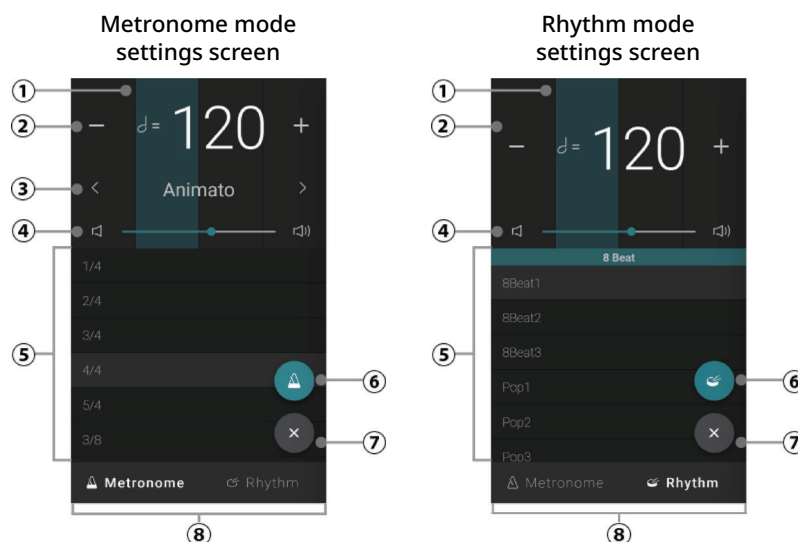 Metronome mode
settings screen
① 
② − 𝅗𝅥= 120 +
③ < Animato >
④
⑤
1/4
2/4
3/4
4/4
5/4
3/8
⑥
× ⑦
Metronome Rhythm
⑧
Rhythm mode
settings screen
①
② − 𝅗𝅥= 120 +
④
8 Beat
⑤
8Beat1
8Beat2
8Beat3
Pop1
Pop2
Pop3
⑥
× ⑦
Metronome Rhythm
⑧